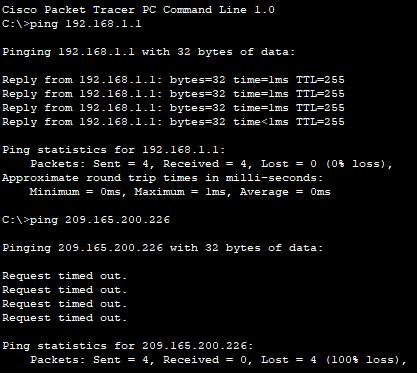 Cisco Packet Tracer PC Command Line 1.0
C:\>ping 192.168.1.1
Pinging 192.168.1.1 with 32 bytes of data:
Reply from 192.168.1.1: bytes=32 time=1ms TTL=255
Reply from 192.168.1.1: bytes=32 time<1ms TTL=255
Reply from 192.168.1.1: bytes=32 time<1ms TTL=255
Reply from 192.168.1.1: bytes=32 time<1ms TTL=255
Ping statistics for 192.168.1.1:
Packets: Sent = 4, Received = 4, Lost = 0 (0% loss),
Approximate round trip times in milli-seconds:
Minimum = 0ms, Maximum = 1ms, Average = 0ms
C:\>ping 209.165.200.226
Pinging 209.165.200.226 with 32 bytes of data:
Request timed out.
Request timed out.
Request timed out.
Request timed out.
Ping statistics for 209.165.200.226:
Packets: Sent = 4, Received = 0, Lost = 4 (100% loss),